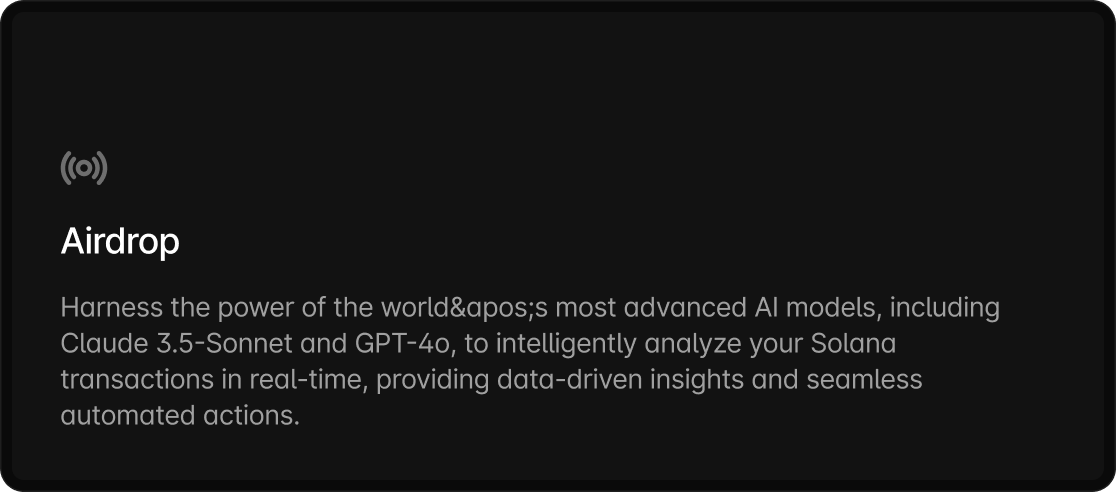 Airdrop
Harness the power of the world&apos;s most advanced AI models, including
Claude 3.5-Sonnet and GPT-4o, to intelligently analyze your Solana
transactions in real-time, providing data-driven insights and seamless
automated actions.